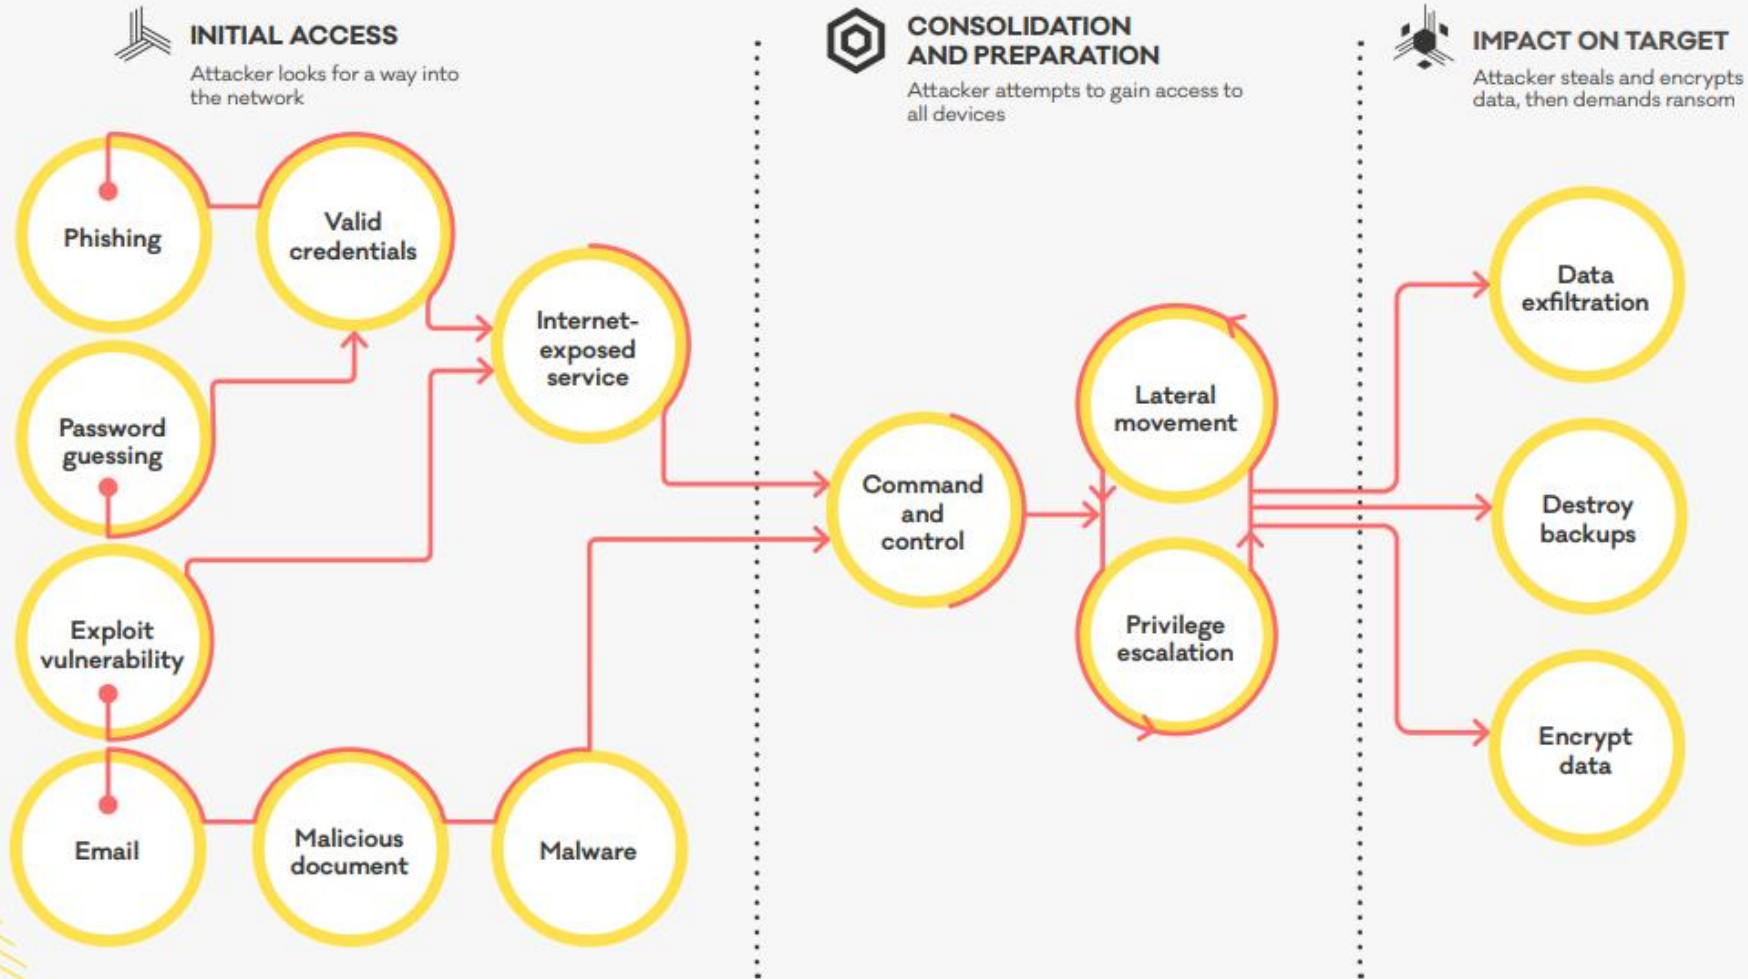 INITIAL ACCESS
Attacker looks for a way into
the network
CONSOLIDATION
AND PREPARATION
Attacker attempts to gain access to
all devices
IMPACT ON TARGET
Attacker steals and encrypts
data, then demands ransom
Phishing
Valid
credentials
Internet-
exposed
service
Password
guessing
Exploit
vulnerability
Email
Malicious
document
Malware
Command
and
control
Lateral
movement
Privilege
escalation
Data
exfiltration
Destroy
backups
Encrypt
data